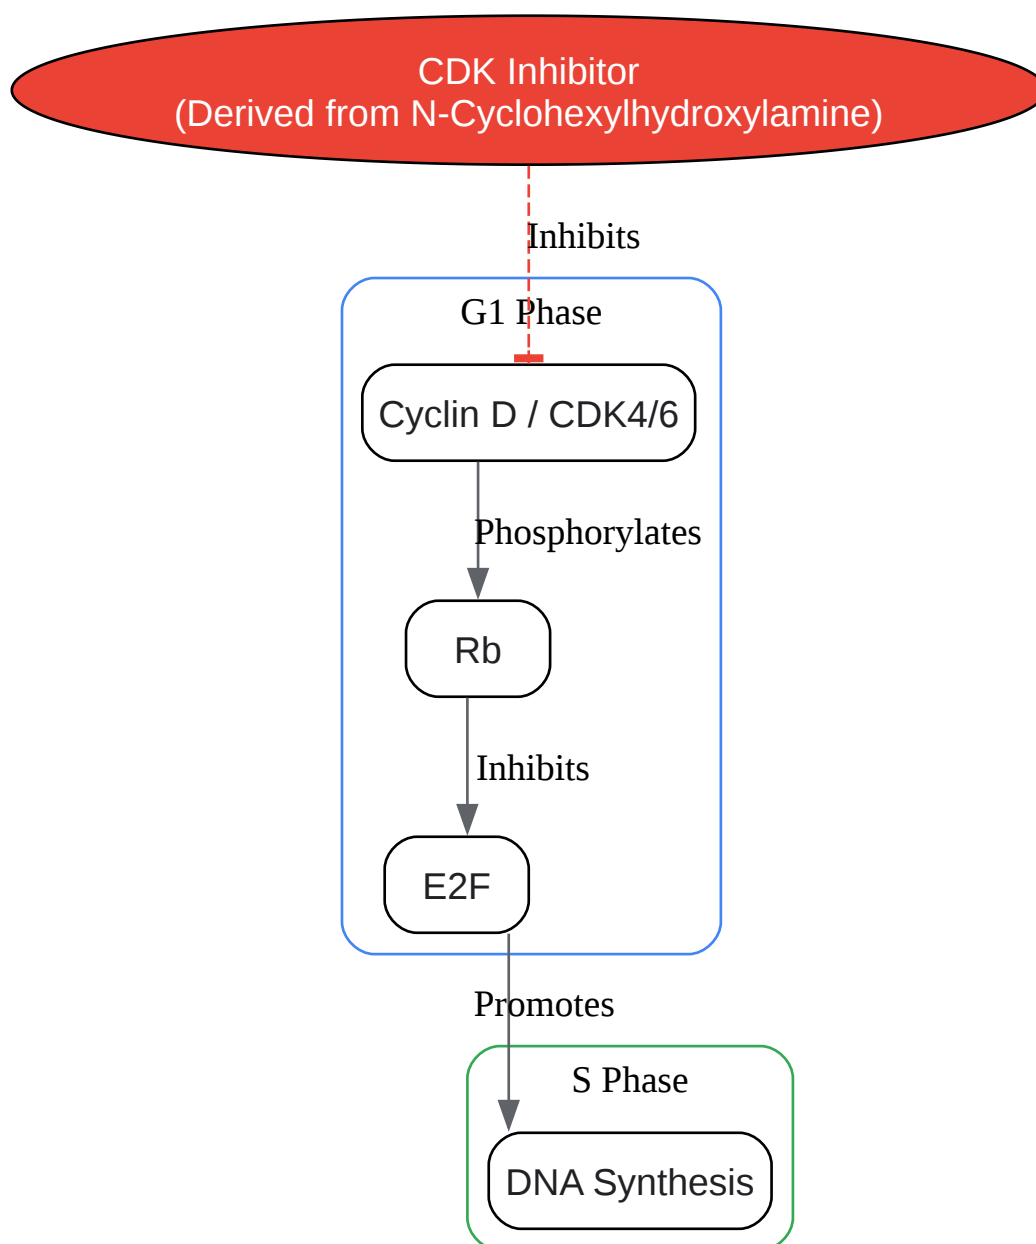 CDK Inhibitor
(Derived from N-Cyclohexylhydroxylamine)
Inhibits
G1 Phase
Cyclin D / CDK4/6
Phosphorylates
Rb
Inhibits
E2F
Promotes
S Phase
DNA Synthesis